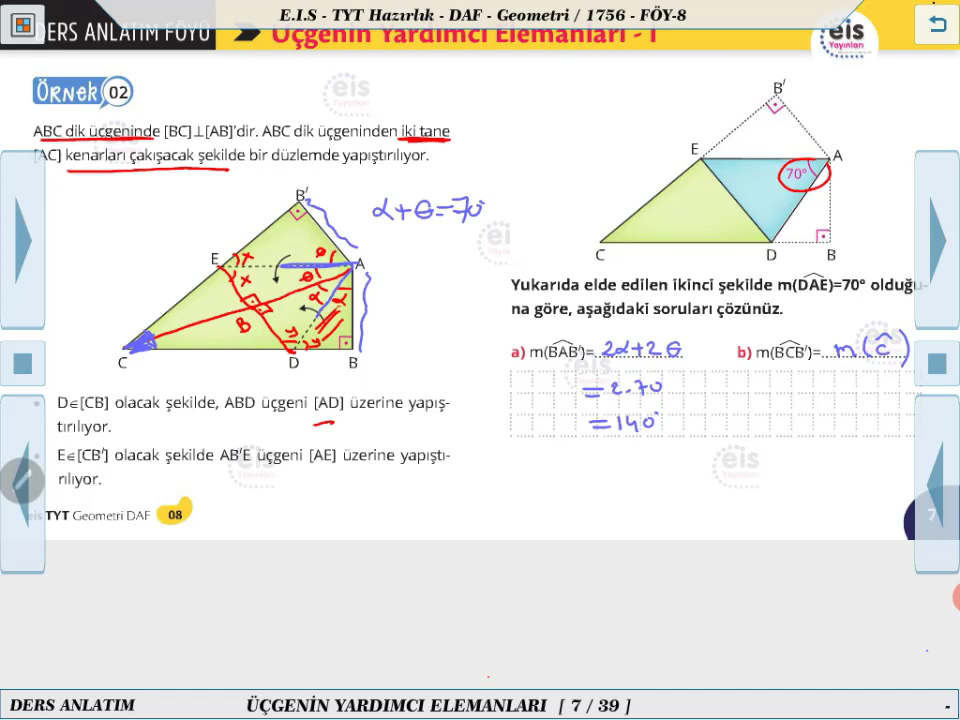 E.I.S - TYT Hazırlık - DAF - Geometri / 1756 - FÖY-8
DERS ANLATIM FÖYÜ
Üçgenin Yardımcı Elemanları - I
eis
Yayınları
ÖRNEK 02
ABC dik üçgeninde [BC]⊥[AB]'dir. ABC dik üçgeninden iki tane
[AC] kenarları çakışacak şekilde bir düzlemde yapıştırılıyor.
B'
α+θ=70°
E
A
C
D
B
x
x
θ
θ
α
α
B
y
y
• D∈[CB] olacak şekilde, ABD üçgeni [AD] üzerine yapış-
tırılıyor.
• E∈[CB'] olacak şekilde AB'E üçgeni [AE] üzerine yapıştı-
rılıyor.
eis TYT Geometri DAF 08
B'
E
A
70°
C
D
B
Yukarıda elde edilen ikinci şekilde m(DAE)=70° olduğu-
na göre, aşağıdaki soruları çözünüz.
a) m(BAB')= 2α+2θ
= 2.70
= 140°
b) m(BCB')= m(C)
7
DERS ANLATIM
ÜÇGENİN YARDIMCI ELEMANLARI [ 7 / 39 ]
-